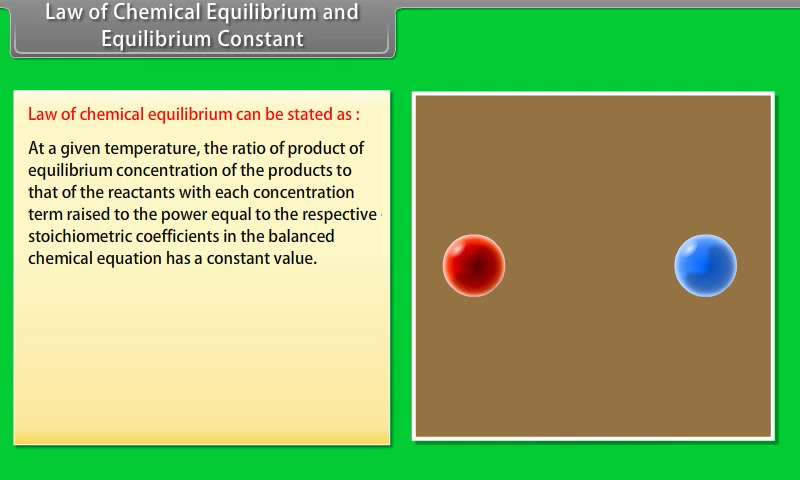 Law of Chemical Equilibrium and
Equilibrium Constant
Law of chemical equilibrium can be stated as :
At a given temperature, the ratio of product of
equilibrium concentration of the products to
that of the reactants with each concentration
term raised to the power equal to the respective
stoichiometric coefficients in the balanced
chemical equation has a constant value.